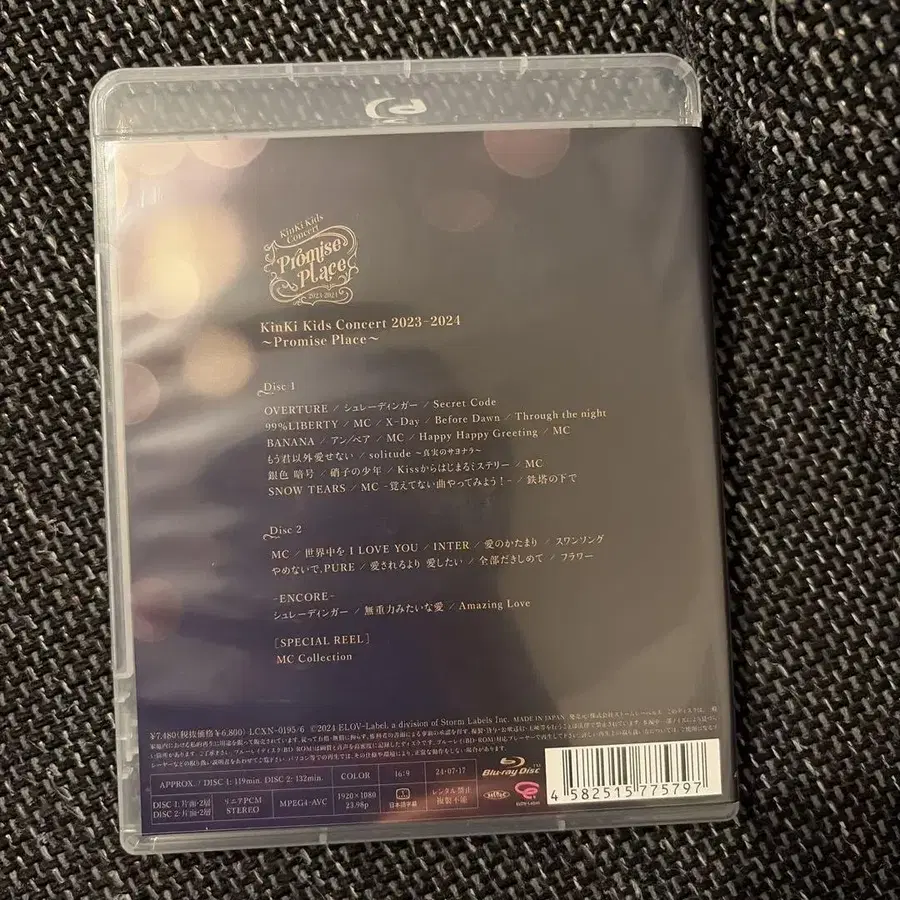 KinKi Kids
Concert
Promise
Place
2023-2024
KinKi Kids Concert 2023-2024
~Promise Place~
Disc 1
OVERTURE / シュレーディンガー / Secret Code
99%LIBERTY / MC / X-Day / Before Dawn / Through the night
BANANA / アン/ペア / MC / Happy Happy Greeting / MC
もう君以外愛せない / solitude ~真実のサヨナラ~
銀色 暗号 / 硝子の少年 / Kissからはじまるミステリー / MC
SNOW TEARS / MC -覚えてない曲やってみよう!- / 鉄塔の下で
Disc 2
MC / 世界中を I LOVE YOU / INTER / 愛のかたまり / スワンソング
やめないで,PURE / 愛されるより 愛したい / 全部だきしめて / フラワー
-ENCORE-
シュレーディンガー / 無重力みたいな愛 / Amazing Love
[SPECIAL REEL]
MC Collection
¥7,480(税抜価格¥6,800) LCXN-0195/6 ©2024 ELOV-Label, a division of Storm Labels Inc. MADE IN JAPAN
APPROX. / DISC 1: 119min. DISC 2: 132min.
COLOR
16:9
24・07・17
DISC 1:片面・2層
DISC 2:片面・2層
リニアPCM
STEREO
MPEG4-AVC
1920×1080
23.98p
日本語字幕
レンタル禁止
複製不能
Blu-ray Disc
4 582515 775797